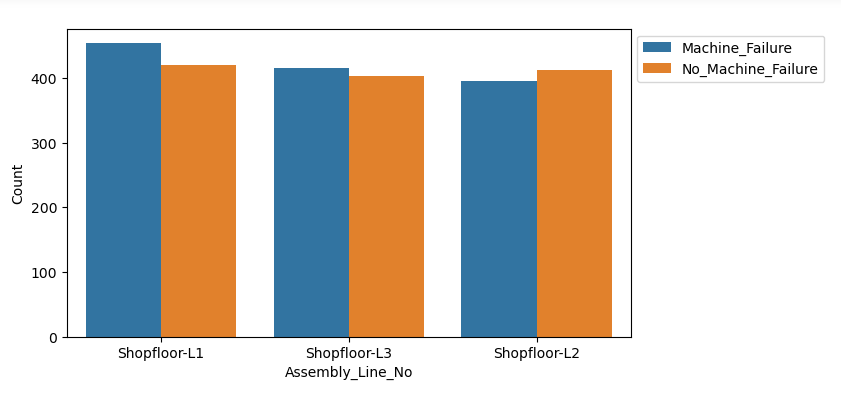 Machine_Failure
No_Machine_Failure
400
300
200
100
0
Count
Shopfloor-L1 Shopfloor-L3 Shopfloor-L2
Assembly_Line_No